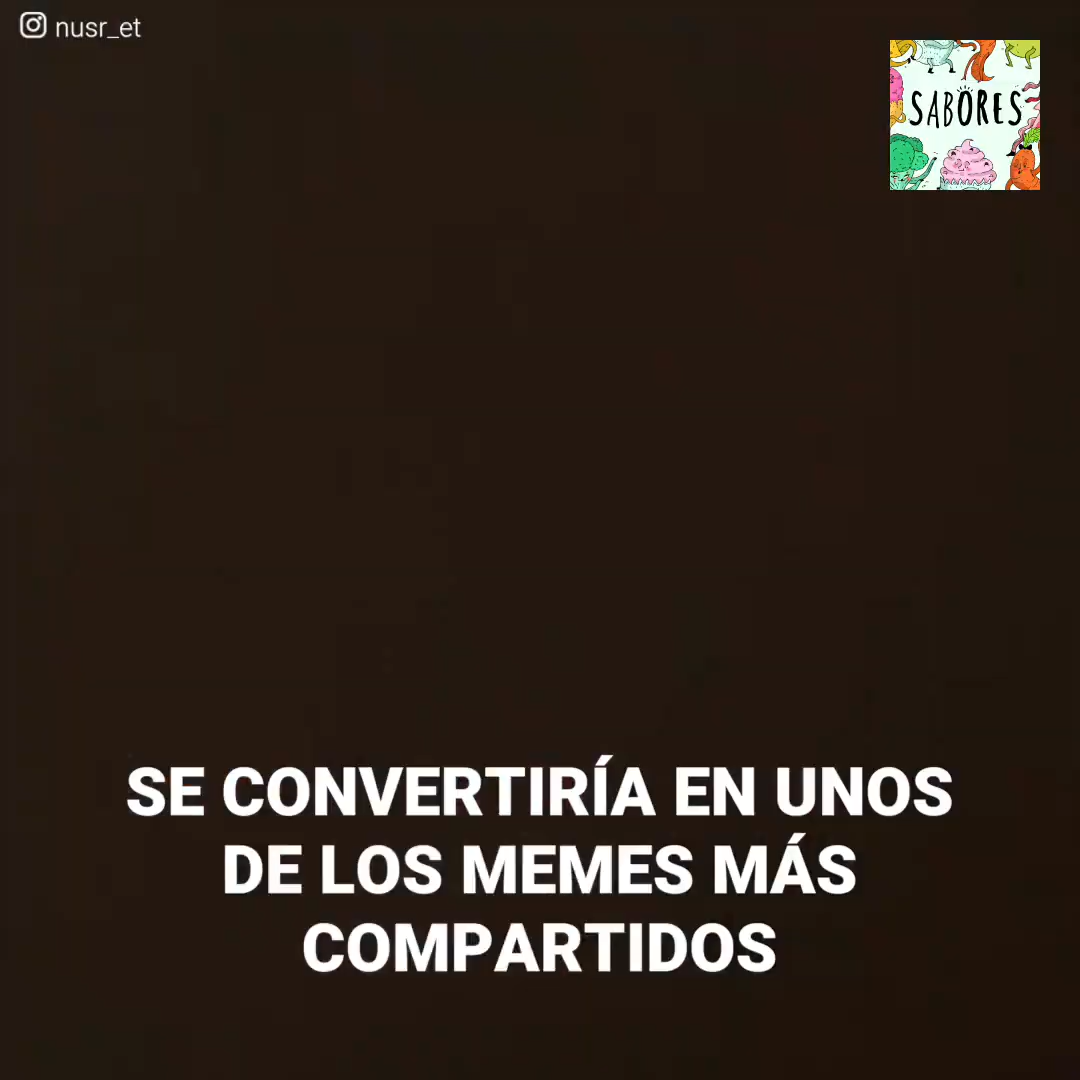 nusr_et
SABORES
SE CONVERTIRÍA EN UNOS
DE LOS MEMES MÁS
COMPARTIDOS